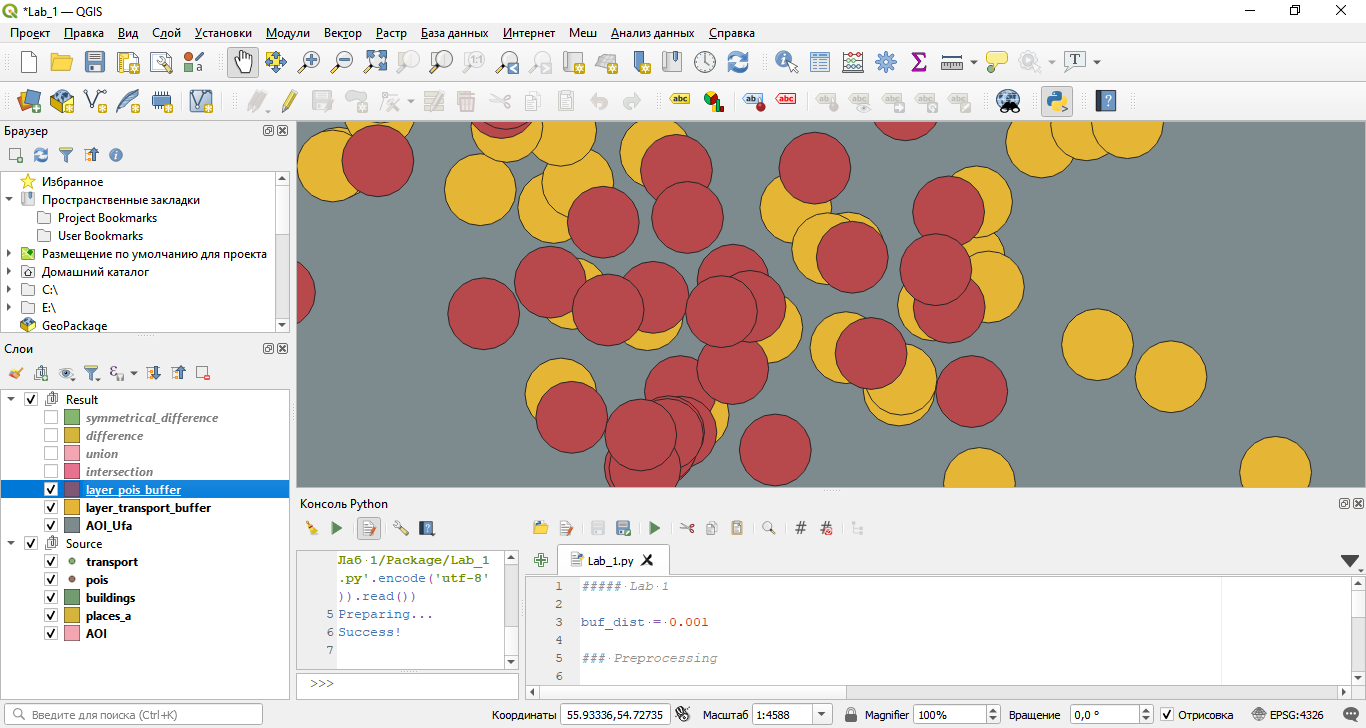 *Lab_1 — QGIS
Проект Правка Вид Слой Установки Модули Вектор Растр База данных Интернет Меш Анализ данных Справка
Браузер
Избранное
Пространственные закладки
Project Bookmarks
User Bookmarks
Размещение по умолчанию для проекта
Домашний каталог
C:\
E:\
GeoPackage
Слои
Result
symmetrical_difference
difference
union
intersection
layer_pois_buffer
layer_transport_buffer
AOI_Ufa
Source
transport
pois
buildings
places_a
AOI
Консоль Python
Лаб 1/Package/Lab_1
.py'.encode('utf-8'
)).read())
5 Preparing...
6 Success!
7
>>>
Lab_1.py
1 ##### Lab 1
2
3 buf_dist = 0.001
4
5 ### Preprocessing
6
Введите для поиска (Ctrl+K)
Координаты 55.93336,54.72735 Масштаб 1:4588 Magnifier 100% Вращение 0,0 ° Отрисовка EPSG:4326